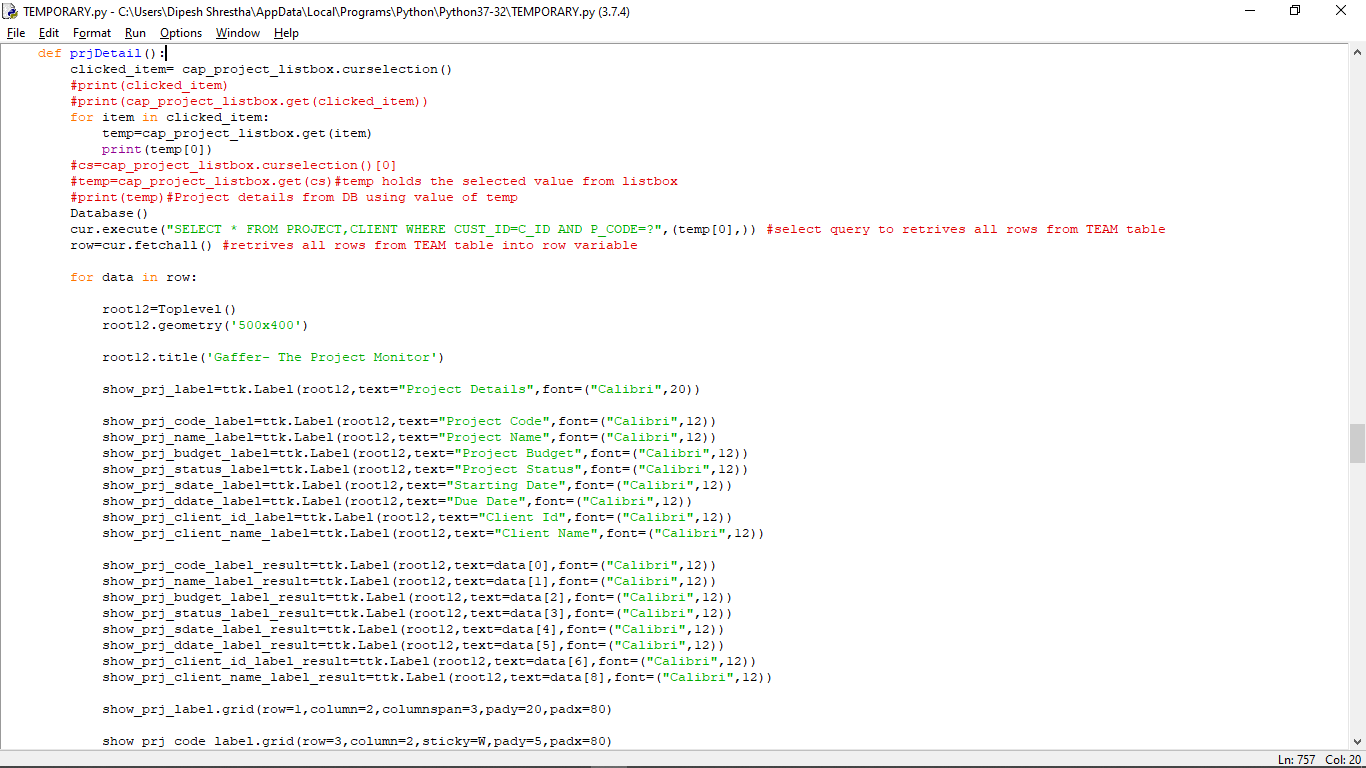 TEMPORARY.py - C:\Users\Dipesh Shrestha\AppData\Local\Programs\Python\Python37-32\TEMPORARY.py (3.7.4)
File Edit Format Run Options Window Help
def prjDetail():
clicked_item= cap_project_listbox.curselection()
#print(clicked_item)
#print(cap_project_listbox.get(clicked_item))
for item in clicked_item:
temp=cap_project_listbox.get(item)
print(temp[0])
#cs=cap_project_listbox.curselection()[0]
#temp=cap_project_listbox.get(cs)#temp holds the selected value from listbox
#print(temp)#Project details from DB using value of temp
Database()
cur.execute("SELECT * FROM PROJECT,CLIENT WHERE CUST_ID=C_ID AND P_CODE=?",(temp[0],)) #select query to retrives all rows from TEAM table
row=cur.fetchall() #retrives all rows from TEAM table into row variable
for data in row:
root12=Toplevel()
root12.geometry('500x400')
root12.title('Gaffer- The Project Monitor')
show_prj_label=ttk.Label(root12,text="Project Details",font=("Calibri",20))
show_prj_code_label=ttk.Label(root12,text="Project Code",font=("Calibri",12))
show_prj_name_label=ttk.Label(root12,text="Project Name",font=("Calibri",12))
show_prj_budget_label=ttk.Label(root12,text="Project Budget",font=("Calibri",12))
show_prj_status_label=ttk.Label(root12,text="Project Status",font=("Calibri",12))
show_prj_sdate_label=ttk.Label(root12,text="Starting Date",font=("Calibri",12))
show_prj_ddate_label=ttk.Label(root12,text="Due Date",font=("Calibri",12))
show_prj_client_id_label=ttk.Label(root12,text="Client Id",font=("Calibri",12))
show_prj_client_name_label=ttk.Label(root12,text="Client Name",font=("Calibri",12))
show_prj_code_label_result=ttk.Label(root12,text=data[0],font=("Calibri",12))
show_prj_name_label_result=ttk.Label(root12,text=data[1],font=("Calibri",12))
show_prj_budget_label_result=ttk.Label(root12,text=data[2],font=("Calibri",12))
show_prj_status_label_result=ttk.Label(root12,text=data[3],font=("Calibri",12))
show_prj_sdate_label_result=ttk.Label(root12,text=data[4],font=("Calibri",12))
show_prj_ddate_label_result=ttk.Label(root12,text=data[5],font=("Calibri",12))
show_prj_client_id_label_result=ttk.Label(root12,text=data[6],font=("Calibri",12))
show_prj_client_name_label_result=ttk.Label(root12,text=data[8],font=("Calibri",12))
show_prj_label.grid(row=1,column=2,columnspan=3,pady=20,padx=80)
show_prj_code_label.grid(row=3,column=2,sticky=W,pady=5,padx=80)
Ln: 757 Col: 20